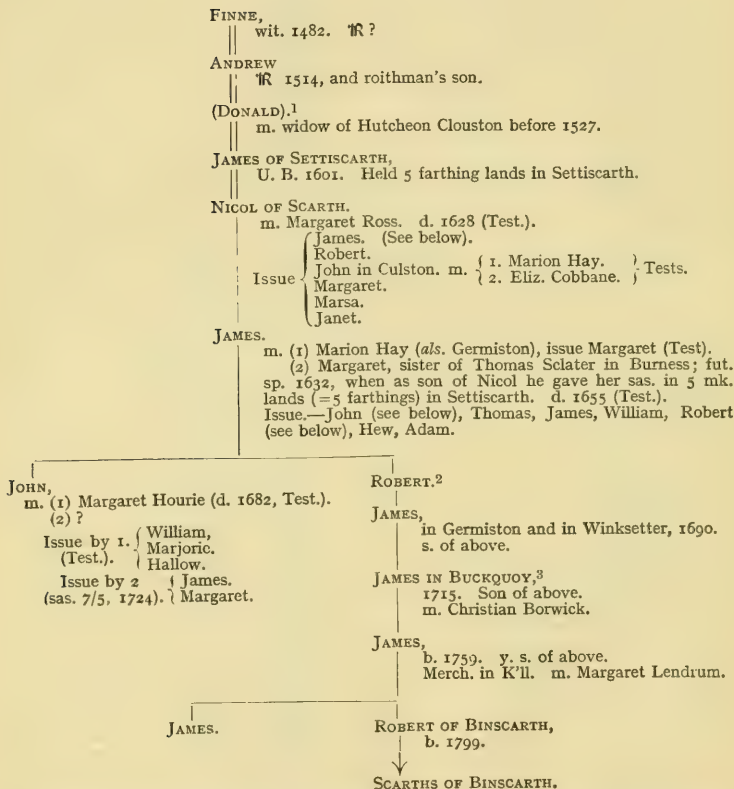 FINNE,
wit. 1482. R ?
ANDREW
R 1514, and roithman's son.
(DONALD).1
m. widow of Hutcheon Clouston before 1527.
JAMES OF SETTISCARTH,
U. B. 1601. Held 5 farthing lands in Settiscarth.
NICOL OF SCARTH.
m. Margaret Ross. d. 1628 (Test.).
Issue
James. (See below).
Robert.
John in Culston. m. 1. Marion Hay. 2. Eliz. Cobbane. Tests.
Margaret.
Marsa.
Janet.
JAMES.
m. (1) Marion Hay (als. Germiston), issue Margaret (Test).
(2) Margaret, sister of Thomas Sclater in Burness; fut.
sp. 1632, when as son of Nicol he gave her sas. in 5 mk.
lands (=5 farthings) in Settiscarth. d. 1655 (Test.).
Issue.—John (see below), Thomas, James, William, Robert
(see below), Hew, Adam.
JOHN,
m. (1) Margaret Hourie (d. 1682, Test.).
(2) ?
Issue by 1. (Test.).
William,
Marjoric.
Hallow.
Issue by 2 (sas. 7/5, 1724).
James.
Margaret.
ROBERT.2
JAMES,
in Germiston and in Winksetter, 1690.
s. of above.
JAMES IN BUCKQUOY,3
1715. Son of above.
m. Christian Borwick.
JAMES,
b. 1759. y. s. of above.
Merch. in K'll. m. Margaret Lendrum.
JAMES.
ROBERT OF BINSCARTH,
b. 1799.
SCARTHS OF BINSCARTH.